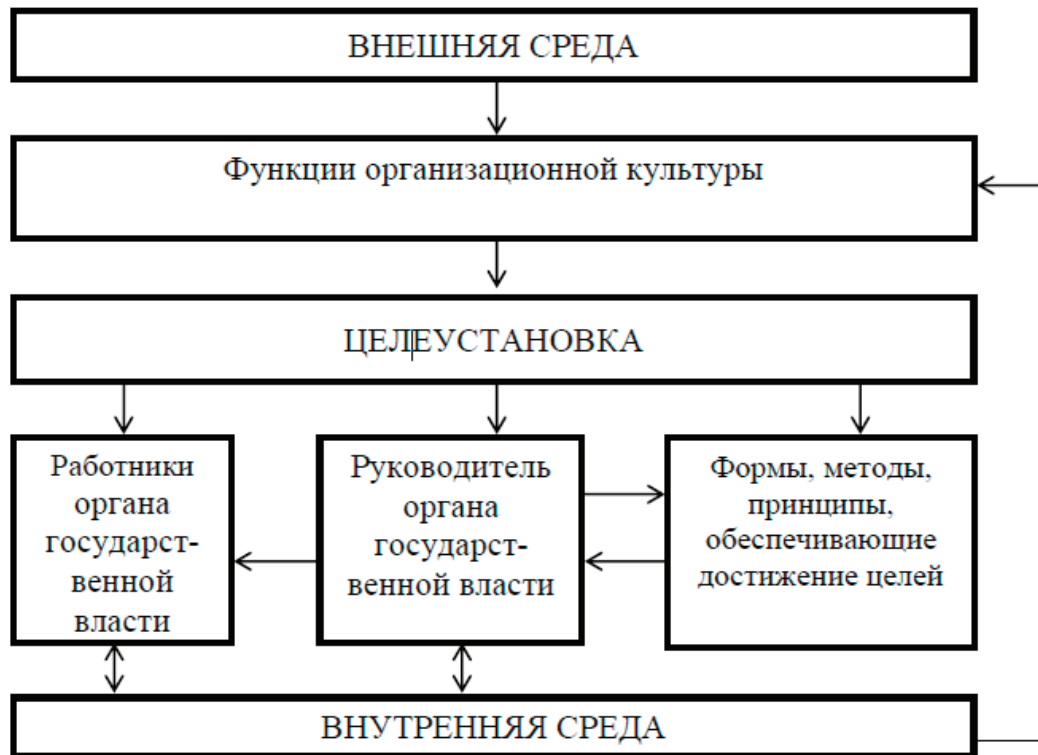 ВНЕШНЯЯ СРЕДА
Функции организационной культуры
ЦЕЛЕУСТАНОВКА
Работники
органа
государст-
венной
власти
Руководитель
органа
государст-
венной власти
Формы, методы,
принципы,
обеспечивающие
достижение целей
ВНУТРЕННЯЯ СРЕДА